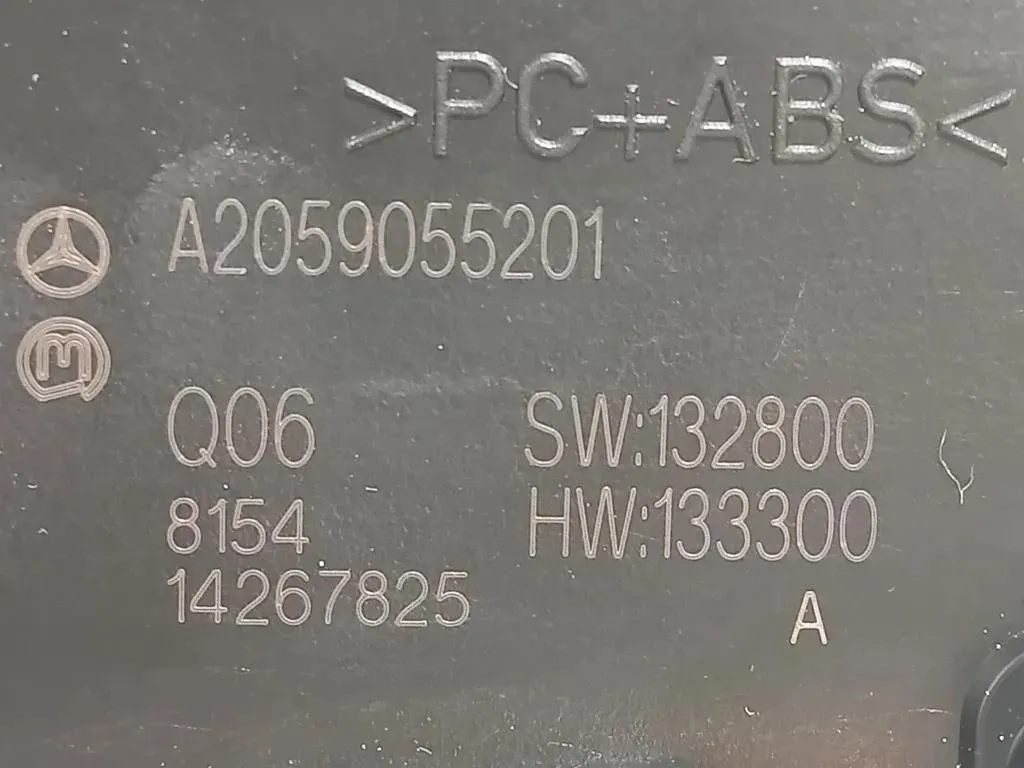 >PC+ABS<
A2059055201
M
Q06 SW:132800
8154 HW:133300
14267825
A